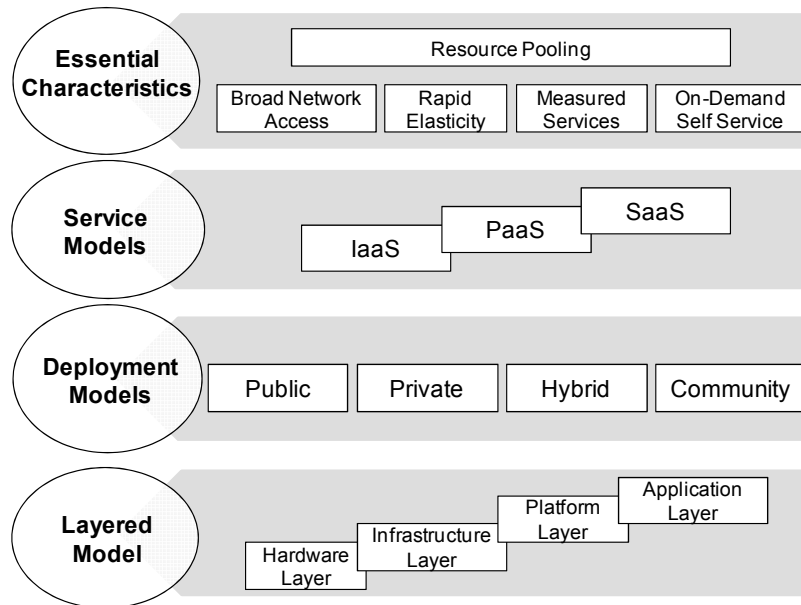 Essential
Characteristics
Resource Pooling
Broad Network
Access
Rapid
Elasticity
Measured
Services
On-Demand
Self Service
Service
Models
IaaS
PaaS
SaaS
Deployment
Models
Public
Private
Hybrid
Community
Layered
Model
Hardware
Layer
Infrastructure
Layer
Platform
Layer
Application
Layer